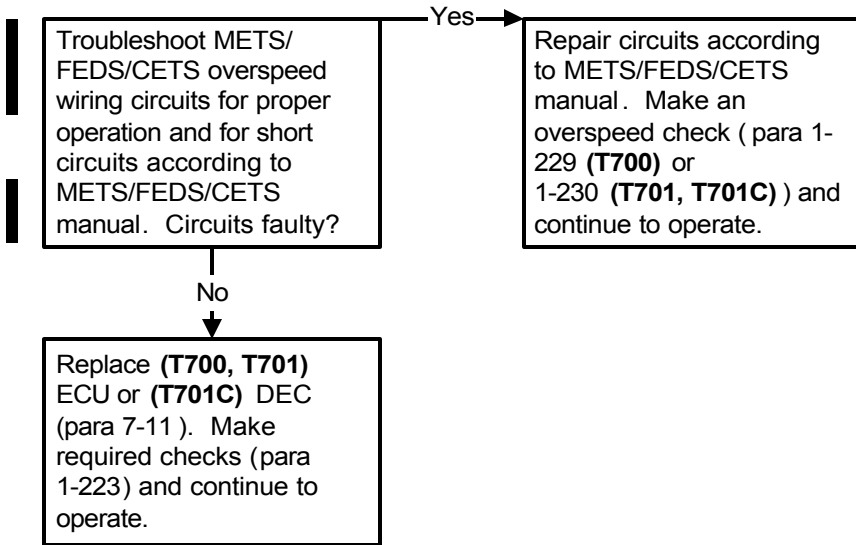 Troubleshoot METS/
FEDS/CETS overspeed
wiring circuits for proper
operation and for short
circuits according to
METS/FEDS/CETS
manual. Circuits faulty?
Yes
Repair circuits according
to METS/FEDS/CETS
manual. Make an
overspeed check (para 1-
229 (T700) or
1-230 (T701, T701C)) and
continue to operate.
No
Replace (T700, T701)
ECU or (T701C) DEC
(para 7-11). Make
required checks (para
1-223) and continue to
operate.